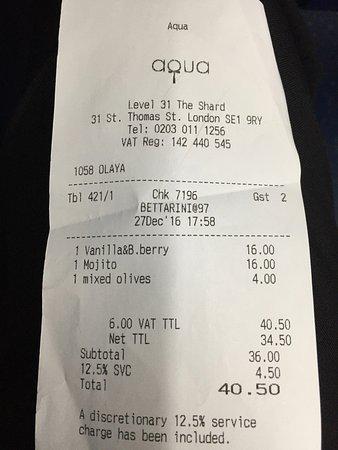 Aqua
aqua
Level 31 The Shard
31 St. Thomas St. London SE1 9RY
Tel: 0203 011 1256
VAT Reg: 142 440 545
1058 OLAYA
Tbl 421/1 Chk 7196 Gst 2
BETTARINI@97
27Dec'16 17:58
1 Vanilla&B.berry 16.00
1 Mojito 16.00
1 mixed olives 4.00
6.00 VAT TTL 40.50
Net TTL 34.50
Subtotal 36.00
12.5% SVC 4.50
Total 40.50
A discretionary 12.5% service
charge has been included.